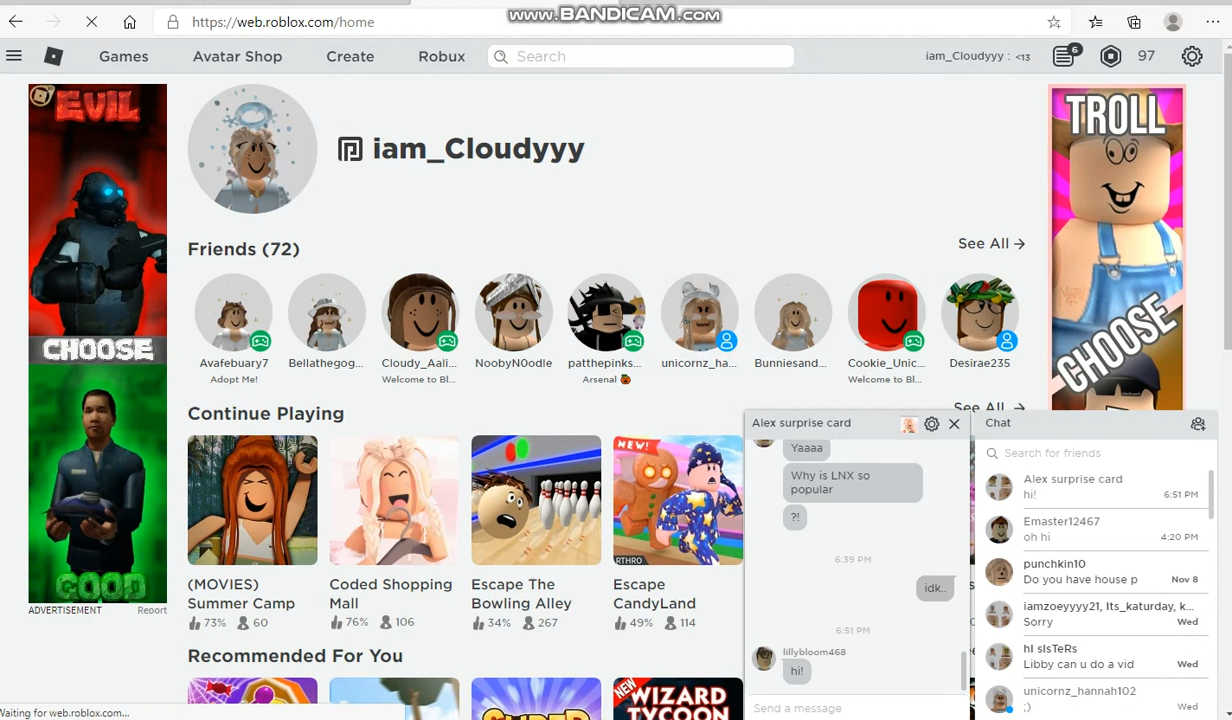 www.BANDICAM.com
https://web.roblox.com/home
Games Avatar Shop Create Robux Search iam_Cloudyyy : <13 6 97
EVIL
CHOOSE
GOOD
ADVERTISEMENT Report
iam_Cloudyyy
Friends (72) See All →
Avafebuary7 Bellathegog... Cloudy_Aali... NoobyN0odle patthepinks... unicornz_ha... Bunniesand... Cookie_Unic... Desirae235
Adopt Me! Welcome to Bl... Arsenal 🎃 Welcome to Bl...
Continue Playing See All →
NEW!
RTHRO
(MOVIES) Summer Camp
73% 60
Coded Shopping Mall
76% 106
Escape The Bowling Alley
34% 267
Escape CandyLand
49% 114
Recommended For You
NEW
WIZARD
TYCOON
TROLL
CHOOSE
Alex surprise card
Yaaaa
Why is LNX so
popular
?!
6:39 PM
idk..
6:51 PM
lillybloom468
hi!
Send a message
Chat
Search for friends
Alex surprise card
hi! 6:51 PM
Emaster12467
oh hi 4:20 PM
punchkin10
Do you have house p Nov 8
iamzoeyyyy21, Its_katurday, k...
Sorry Wed
hI sIsTeRs
Libby can u do a vid Wed
unicornz_hannah102
;) Wed
Waiting for web.roblox.com...